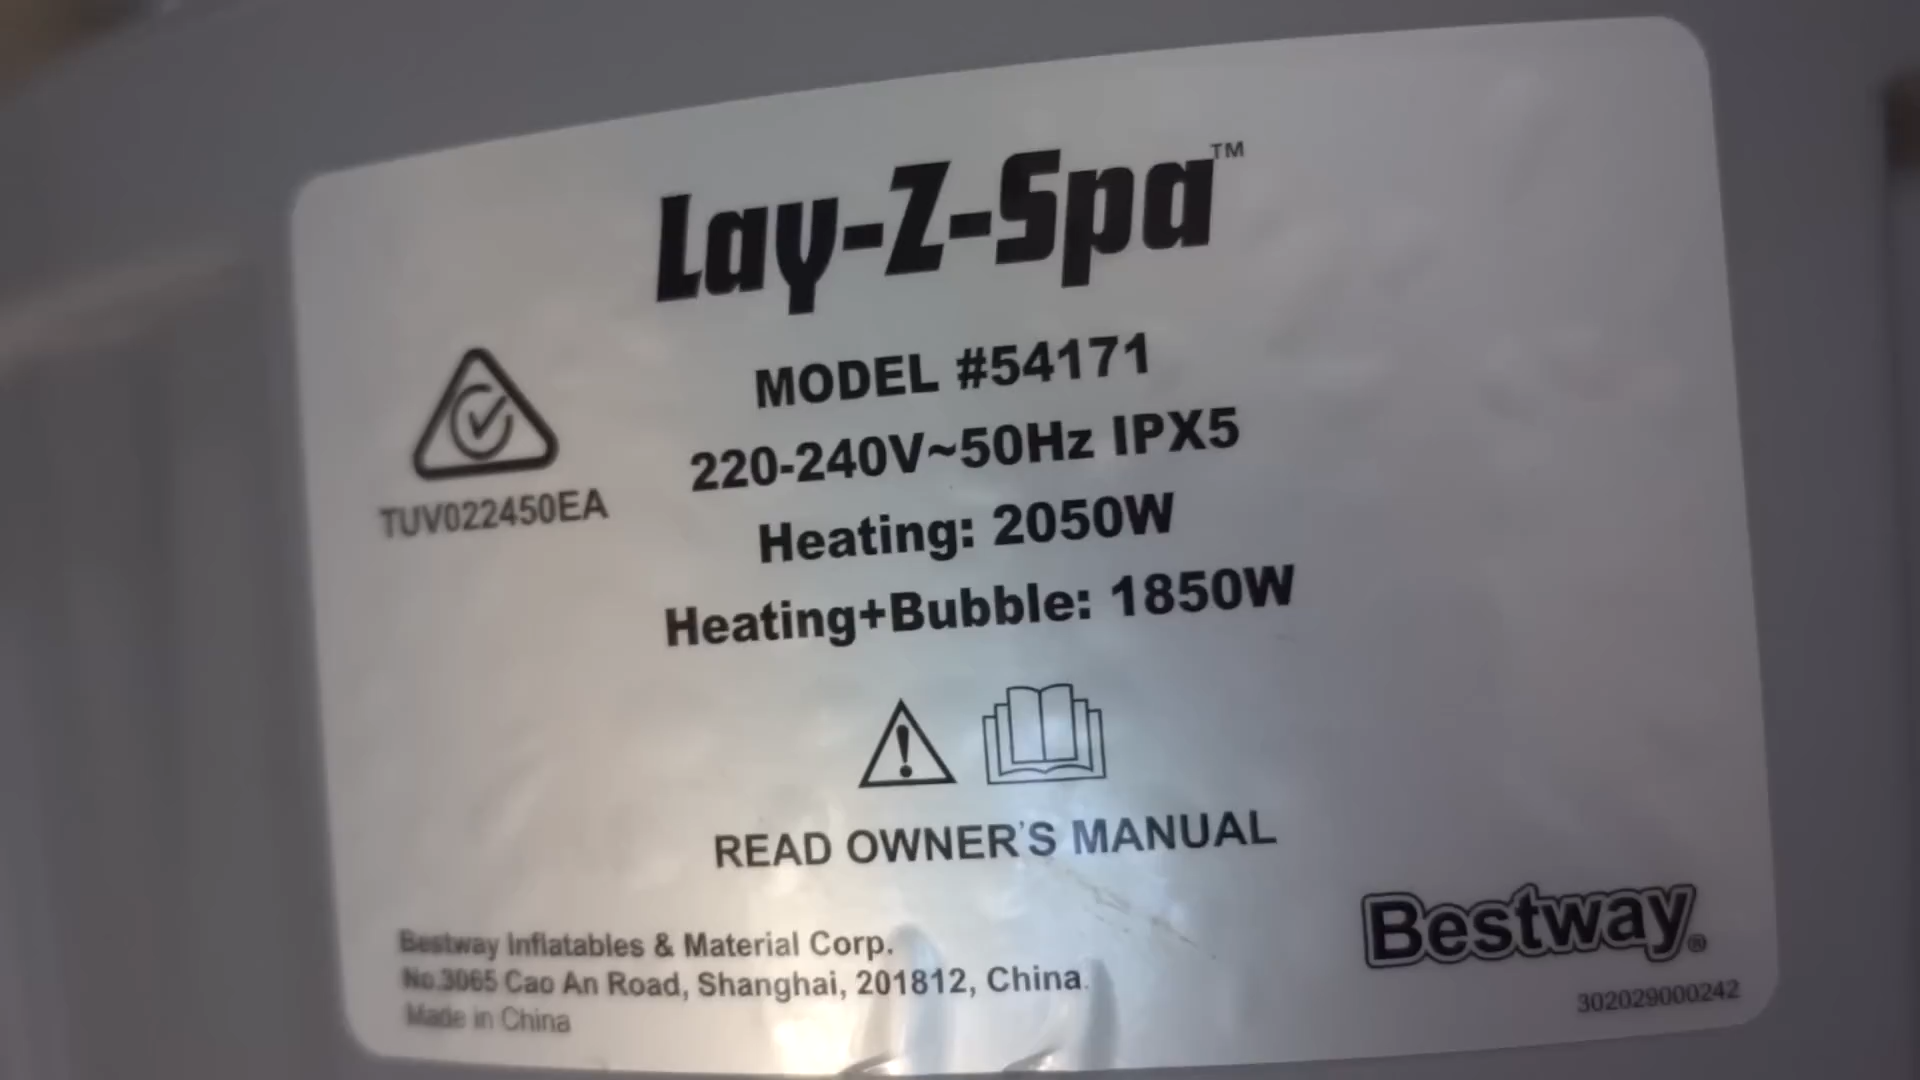 Lay-Z-Spa™
MODEL #54171
220-240V~50Hz IPX5
TUV022450EA
Heating: 2050W
Heating+Bubble: 1850W
READ OWNER'S MANUAL
Bestway Inflatables & Material Corp.
No.3065 Cao An Road, Shanghai, 201812, China.
Made in China
Bestway®
302029000242